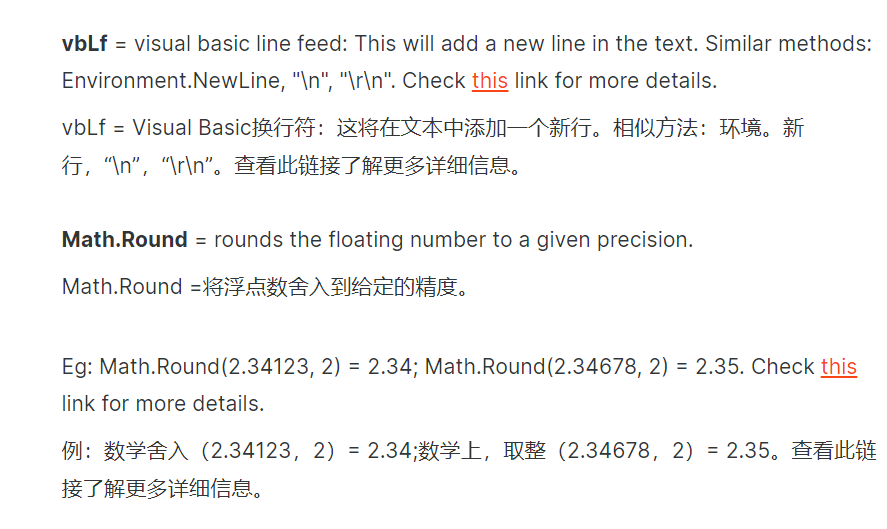 vbLf = visual basic line feed: This will add a new line in the text. Similar methods:
Environment.NewLine, "\n", "\r\n". Check this link for more details.
vbLf = Visual Basic换行符：这将在文本中添加一个新行。相似方法：环境。新
行，“\n”，“\r\n”。查看此链接了解更多详细信息。
Math.Round = rounds the floating number to a given precision.
Math.Round =将浮点数舍入到给定的精度。
Eg: Math.Round(2.34123, 2) = 2.34; Math.Round(2.34678, 2) = 2.35. Check this
link for more details.
例：数学舍入（2.34123，2）= 2.34;数学上，取整（2.34678，2）= 2.35。查看此链
接了解更多详细信息。